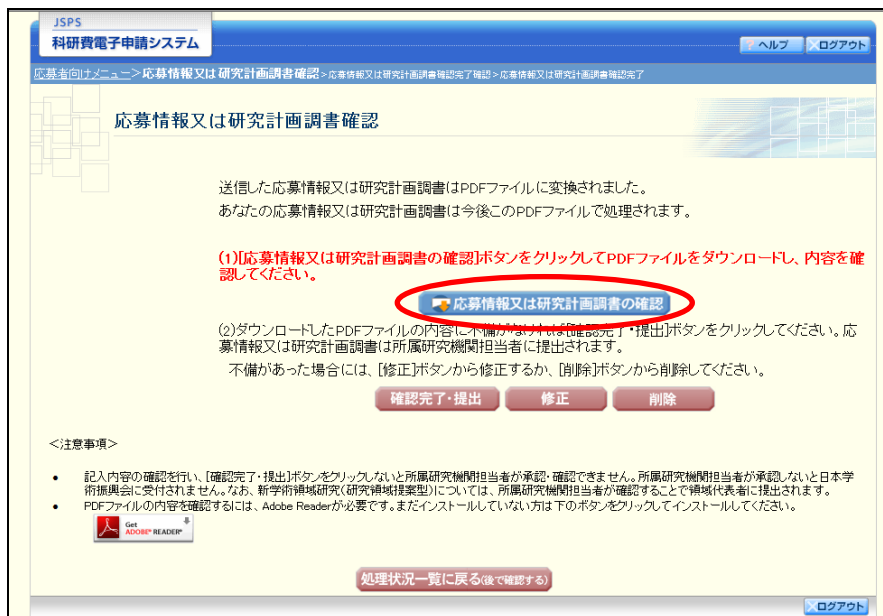 JSPS
科研費電子申請システム
ヘルプ
ログアウト
応募者向けメニュー>応募情報又は研究計画調書確認>応募情報又は研究計画調書確認完了確認>応募情報又は研究計画調書確認完了
応募情報又は研究計画調書確認
送信した応募情報又は研究計画調書はPDFファイルに変換されました。
あなたの応募情報又は研究計画調書は今後このPDFファイルで処理されます。
(1)[応募情報又は研究計画調書の確認]ボタンをクリックしてPDFファイルをダウンロードし、内容を確
認してください。
応募情報又は研究計画調書の確認
(2)ダウンロードしたPDFファイルの内容に不備がなければ[確認完了・提出]ボタンをクリックしてください。応
募情報又は研究計画調書は所属研究機関担当者に提出されます。
不備があった場合には、[修正]ボタンから修正するか、[削除]ボタンから削除してください。
確認完了・提出
修正
削除
<注意事項>
• 記入内容の確認を行い、[確認完了・提出]ボタンをクリックしないと所属研究機関担当者が承認・確認できません。所属研究機関担当者が承認しないと日本学
術振興会に受付されません。なお、新学術領域研究(研究領域提案型)については、所属研究機関担当者が確認することで領域代表者に提出されます。
• PDFファイルの内容を確認するには、Adobe Readerが必要です。まだインストールしていない方は下のボタンをクリックしてインストールしてください。
Get
ADOBE® READER®
処理状況一覧に戻る(後で確認する)
ログアウト